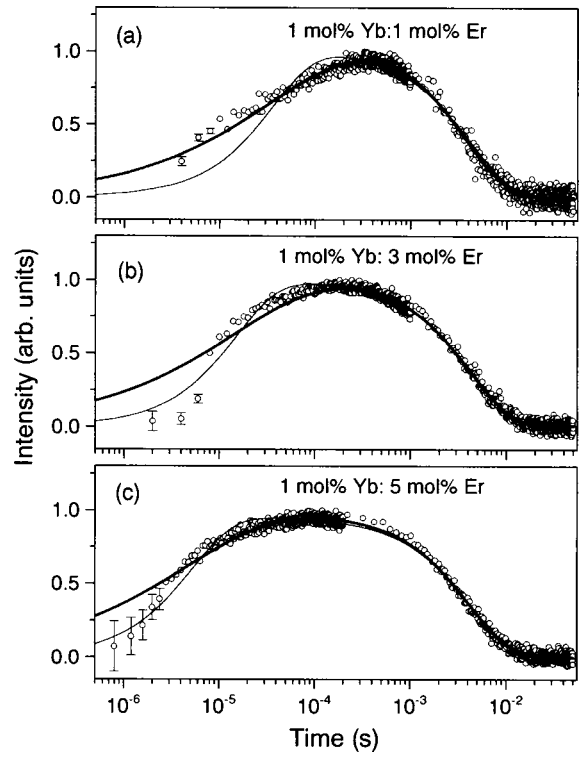 (a)
1 mol% Yb:1 mol% Er
1.0
0.5
0.0
(b)
1 mol% Yb: 3 mol% Er
1.0
0.5
0.0
(c)
1 mol% Yb: 5 mol% Er
1.0
0.5
0.0
Intensity (arb. units)
10⁻⁶ 10⁻⁵ 10⁻⁴ 10⁻³ 10⁻²
Time (s)